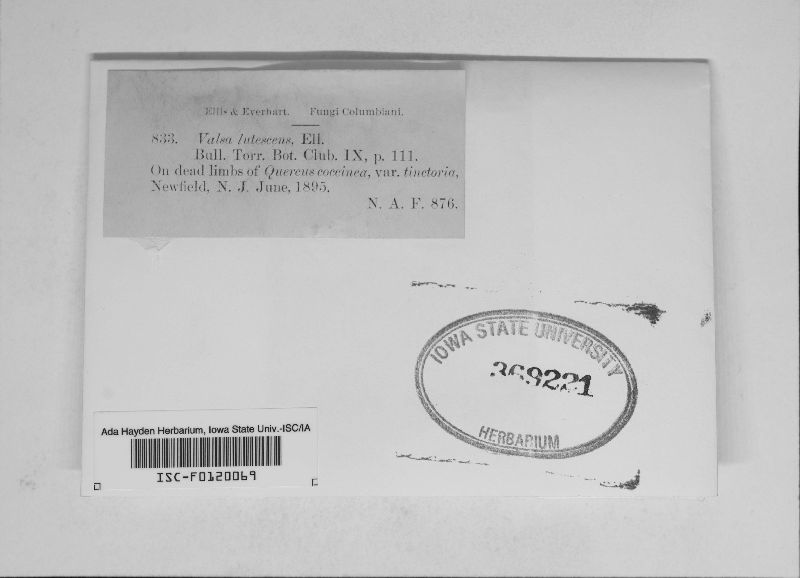 Ellis & Everhart. Fungi Columbiani.
833. Valsa lutescens, Ell.
Bull. Torr. Bot. Club. IX, p. 111.
On dead limbs of Quercus coccinea, var. tinctoria,
Newfield, N. J. June, 1895.
N. A. F. 876.
IOWA STATE UNIVERSITY
369221
HERBARIUM
Ada Hayden Herbarium, Iowa State Univ.-ISC/IA
ISC-F0120069